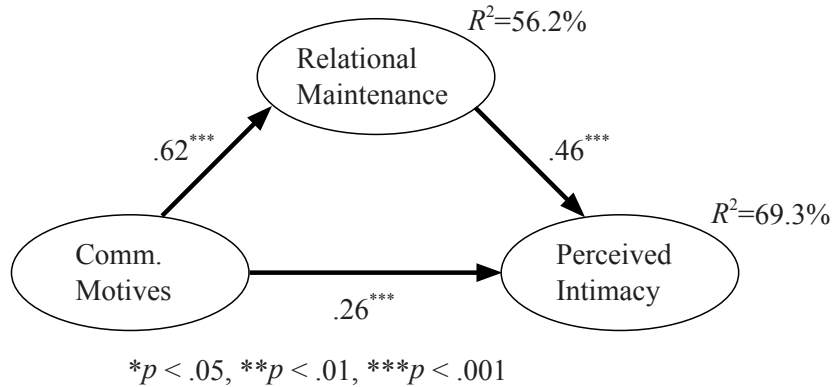 R²=56.2%
Relational
Maintenance
.62***
.46***
R²=69.3%
Comm.
Motives
Perceived
Intimacy
.26***
*p < .05, **p < .01, ***p < .001